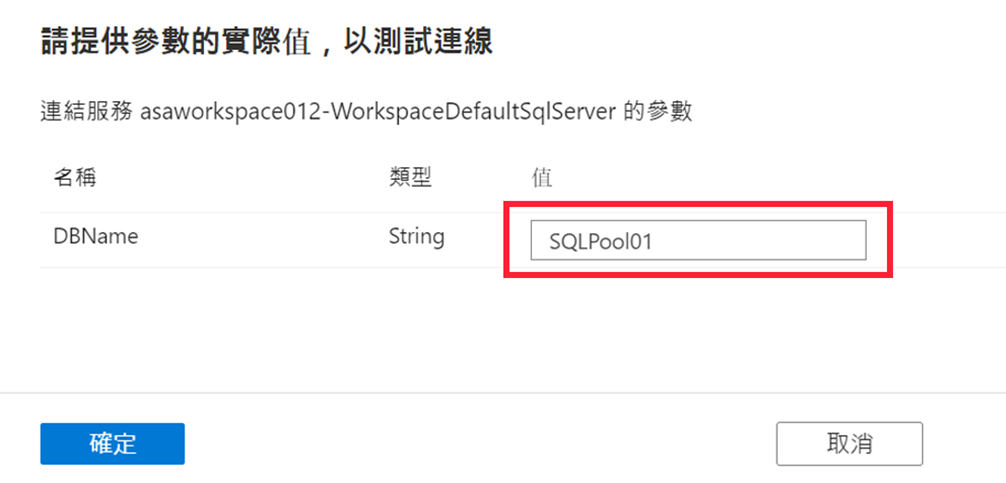 請提供參數的實際值，以測試連線
連結服務 asaworkspace012-WorkspaceDefaultSqlServer 的參數
名稱 類型 值
DBName String SQLPool01
確定 取消